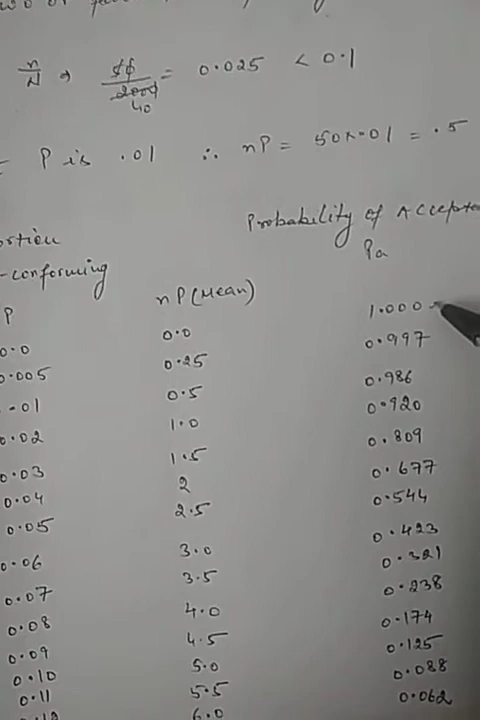 n/N ⇒ 50/2000 = 0.025 < 0.1
40
P is .01 ∴ nP = 50×.01 = .5
Probability of
Pa
-conforming
P nP (Mean)
0.0 0.0 1.000
0.005 0.25 0.997
.01 0.5 0.986
0.02 1.0 0.920
0.03 1.5 0.809
0.04 2 0.677
0.05 2.5 0.544
0.06 3.0 0.423
0.07 3.5 0.321
0.08 4.0 0.238
0.09 4.5 0.174
0.10 5.0 0.125
0.11 5.5 0.088
6.0 0.062